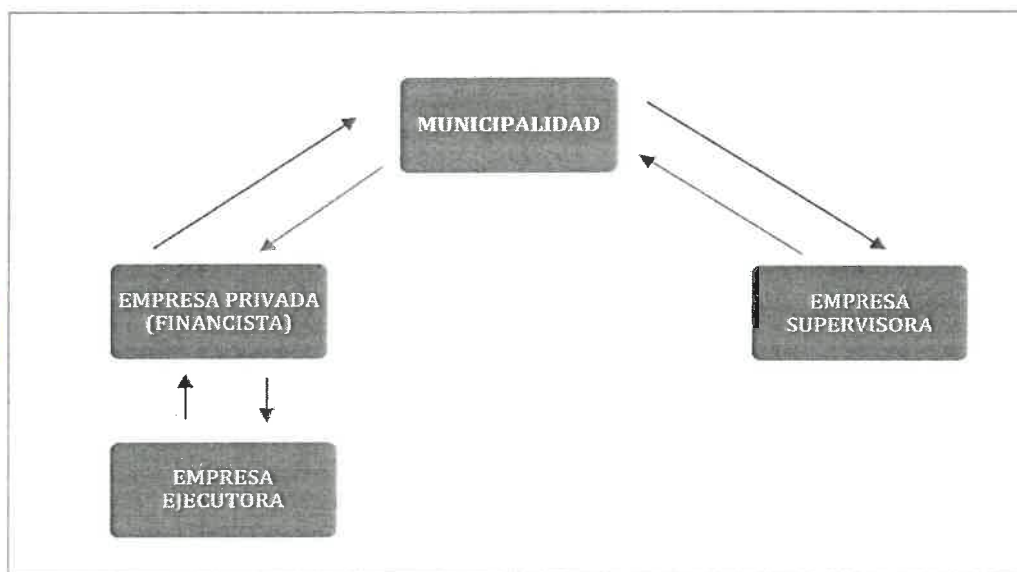 MUNICIPALIDAD
EMPRESA PRIVADA
(FINANCISTA)
EMPRESA
SUPERVISORA
EMPRESA
EJECUTORA